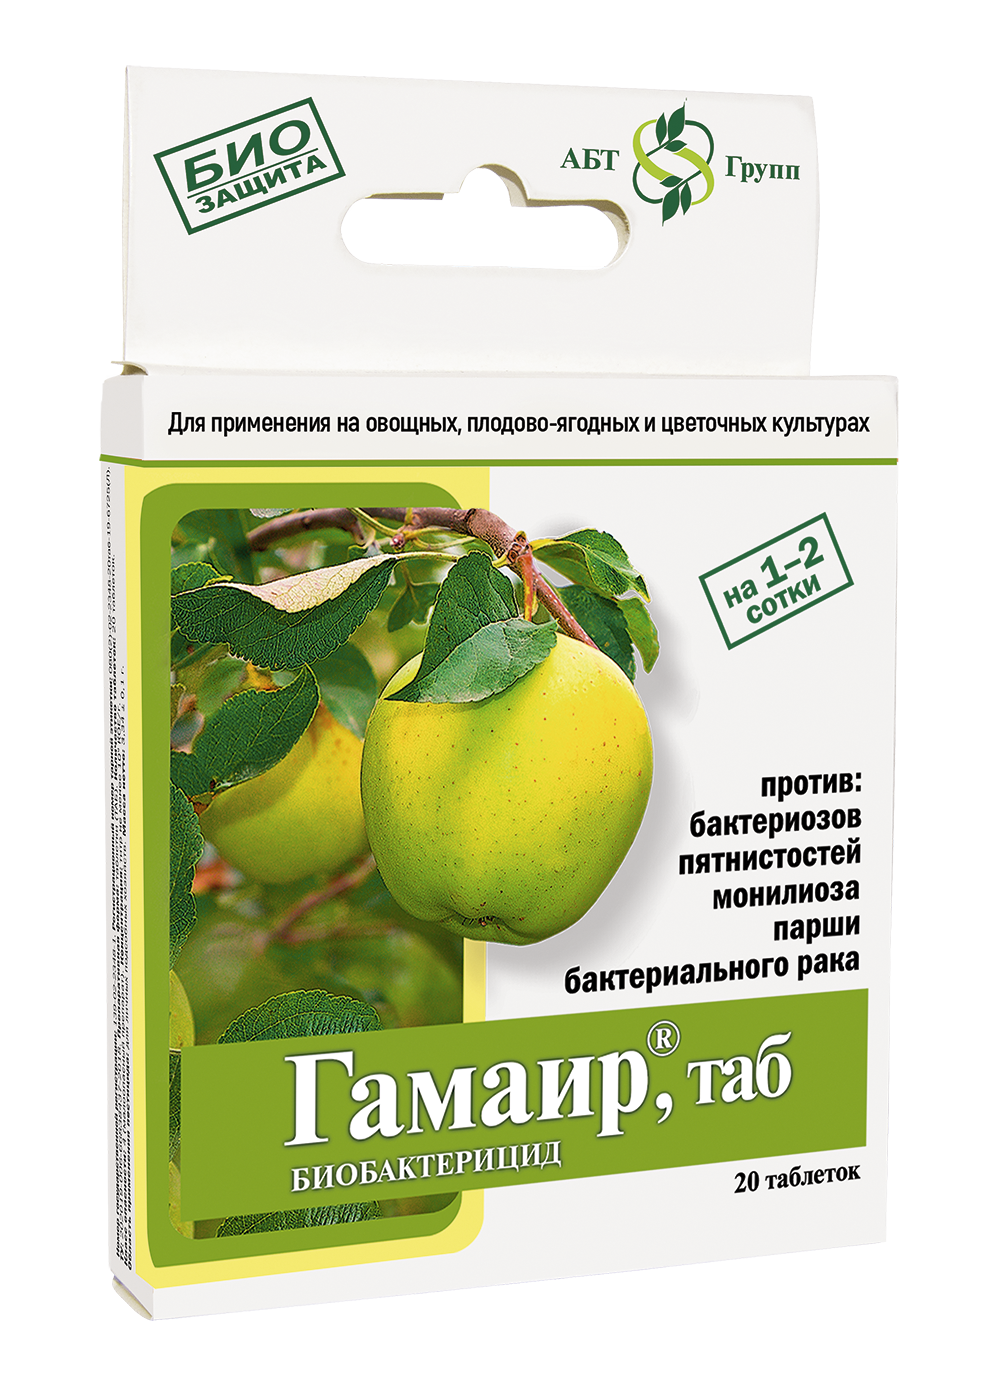 БИО
ЗАЩИТА
АБТ Групп
Для применения на овощных, плодово-ягодных и цветочных культурах
на 1-2
сотки
против:
бактериозов
пятнистостей
монилиоза
парши
бактериального рака
Гамаир®, таб
БИОБАКТЕРИЦИД
20 таблеток